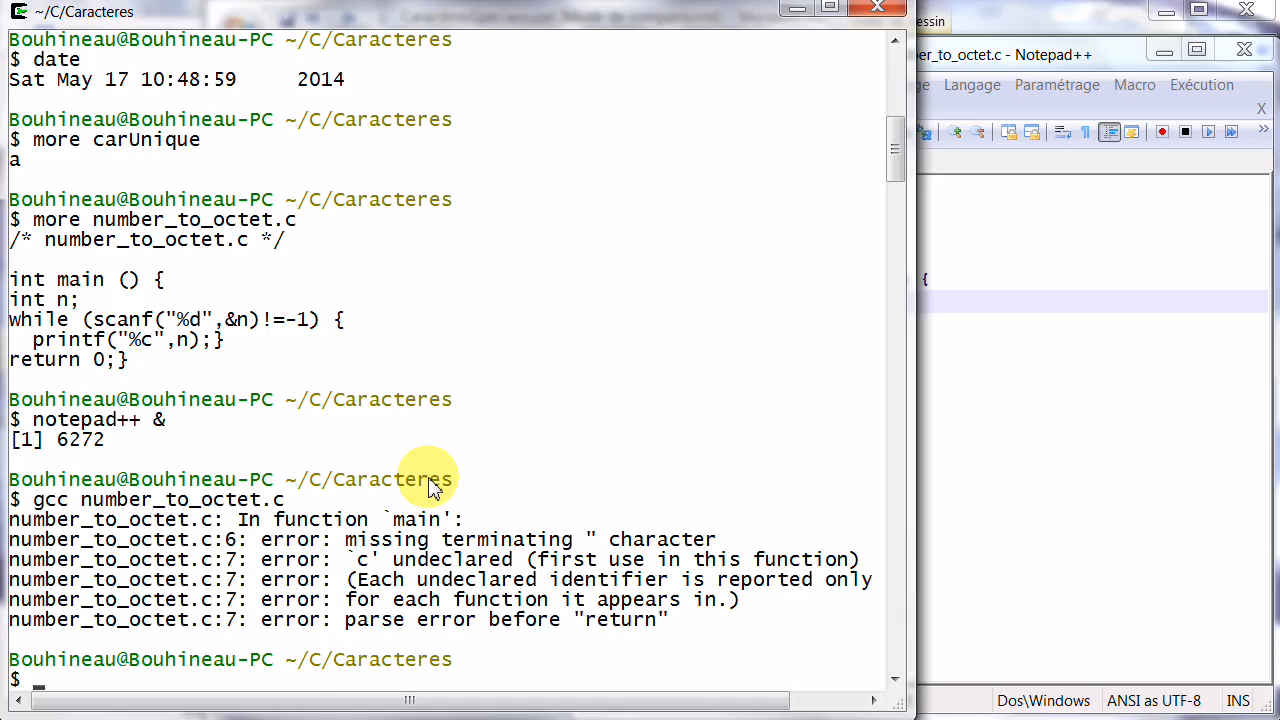 ~/C/Caracteres
Bouhineau@Bouhineau-PC ~/C/Caracteres
$ date
Sat May 17 10:48:59     2014
Bouhineau@Bouhineau-PC ~/C/Caracteres
$ more carUnique
a
Bouhineau@Bouhineau-PC ~/C/Caracteres
$ more number_to_octet.c
/* number_to_octet.c */
int main () {
int n;
while (scanf("%d",&n)!=-1) {
  printf("%c",n);}
return 0;}
Bouhineau@Bouhineau-PC ~/C/Caracteres
$ notepad++ &
[1] 6272
Bouhineau@Bouhineau-PC ~/C/Caracteres
$ gcc number_to_octet.c
number_to_octet.c: In function `main':
number_to_octet.c:6: error: missing terminating " character
number_to_octet.c:7: error: `c' undeclared (first use in this function)
number_to_octet.c:7: error: (Each undeclared identifier is reported only
number_to_octet.c:7: error: for each function it appears in.)
number_to_octet.c:7: error: parse error before "return"
Bouhineau@Bouhineau-PC ~/C/Caracteres
$
essin
er_to_octet.c - Notepad++
ge Langage Paramétrage Macro Exécution
X
{
Dos\Windows ANSI as UTF-8 INS